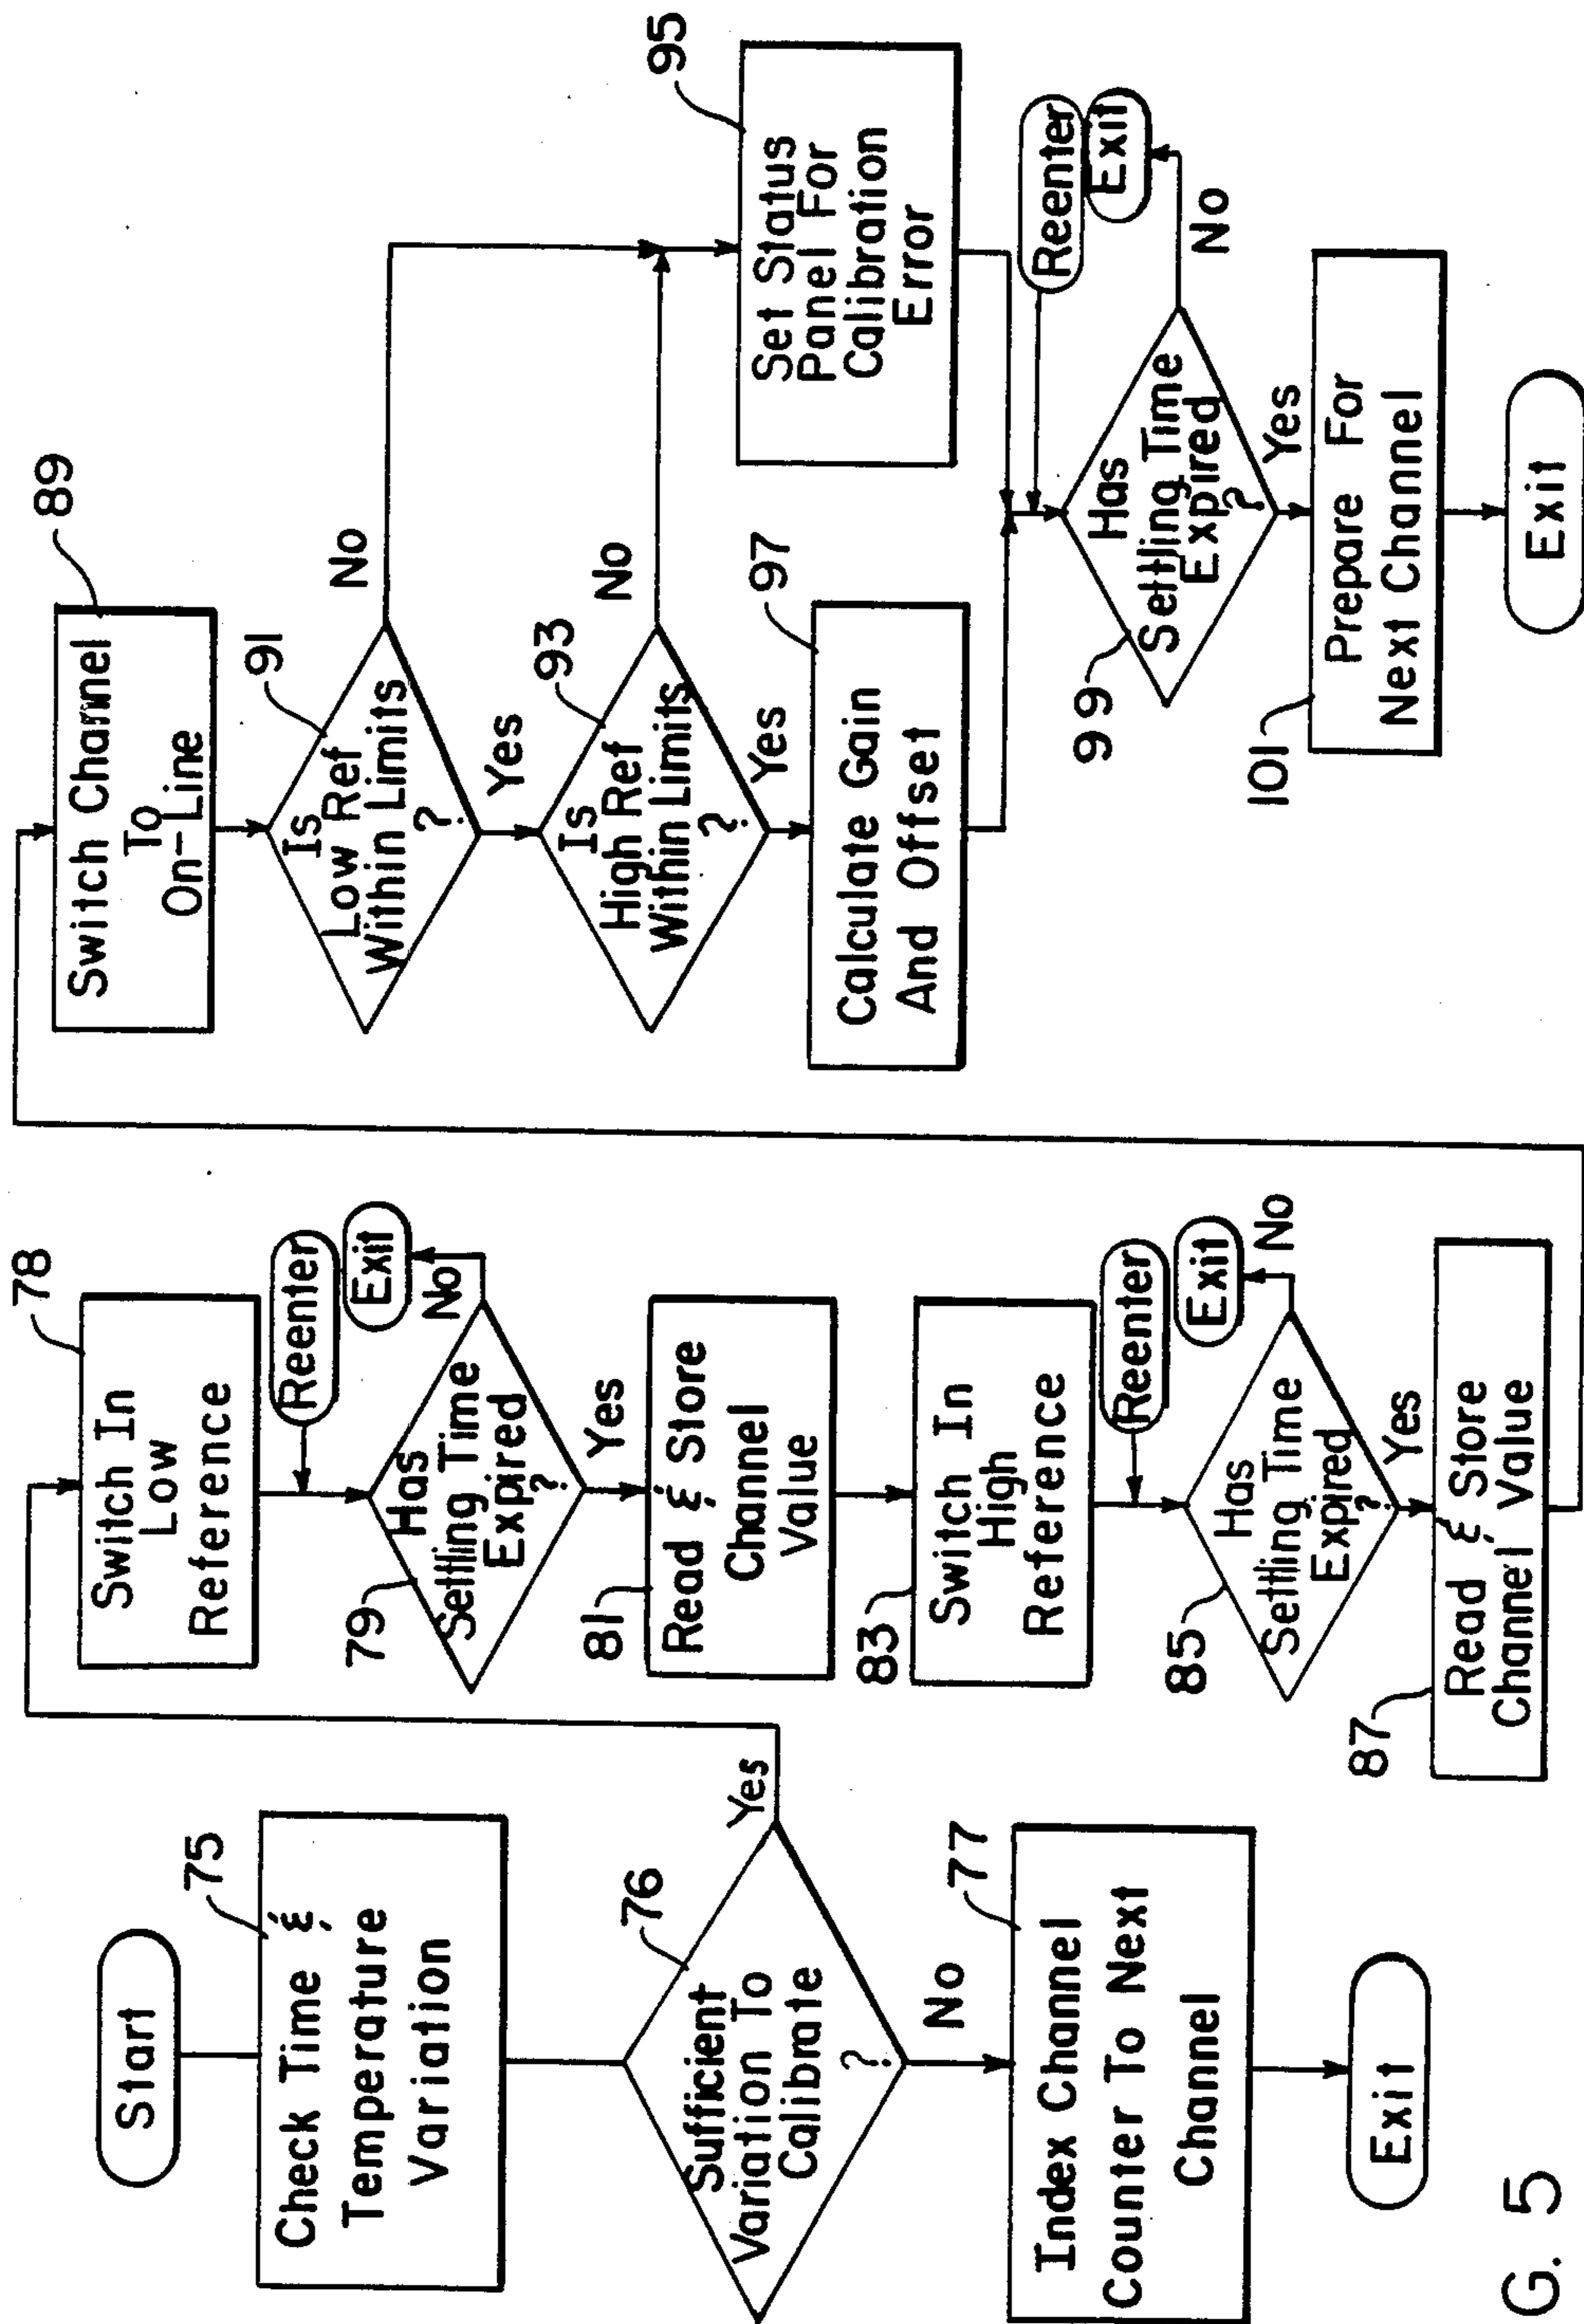 Start
75
Check Time &
Temperature
Variation
76
Sufficient
Variation To
Calibrate
?
Yes
No
77
Index Channel
Counter To Next
Channel
Exit
78
Switch In
Low
Reference
Reenter
Exit
No
79
Has
Settling Time
Expired
?
Yes
81
Read & Store
Channel
Value
83
Switch In
High
Reference
Reenter
Exit
No
85
Has
Settling Time
Expired
?
Yes
87
Read & Store
Channel Value
89
Switch Channel
To
On-Line
91
Is
Low Ref
Within Limits
?
No
Yes
93
Is
High Ref
Within Limits
?
No
Yes
95
Set Status
Panel For
Calibration
Error
97
Calculate Gain
And Offset
Reenter
Exit
No
99
Has
Settling Time
Expired
?
Yes
101
Prepare For
Next Channel
Exit
G. 5